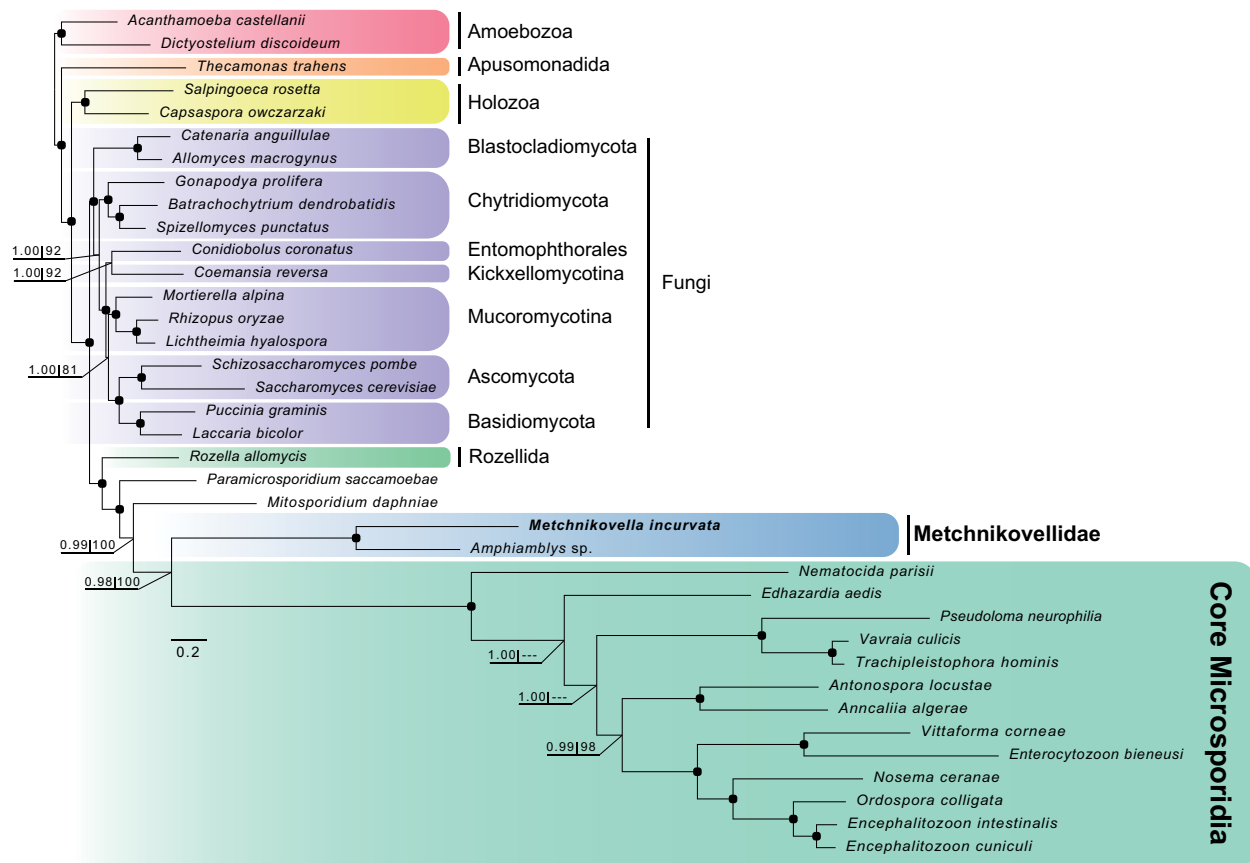 Acanthamoeba castellanii
Dictyostelium discoideum
Amoebozoa
Thecamonas trahens
Apusomonadida
Salpingoeca rosetta
Capsaspora owczarzaki
Holozoa
Catenaria anguillulae
Allomyces macrogynus
Blastocladiomycota
Gonapodya prolifera
Batrachochytrium dendrobatidis
Spizellomyces punctatus
Chytridiomycota
1.00|92
Conidiobolus coronatus
Entomophthorales
1.00|92
Coemansia reversa
Kickxellomycotina
Fungi
Mortierella alpina
Rhizopus oryzae
Lichtheimia hyalospora
Mucoromycotina
1.00|81
Schizosaccharomyces pombe
Saccharomyces cerevisiae
Ascomycota
Puccinia graminis
Laccaria bicolor
Basidiomycota
Rozella allomycis
Rozellida
Paramicrosporidium saccamoebae
Mitosporidium daphniae
0.99|100
Metchnikovella incurvata
Amphiamblys sp.
Metchnikovellidae
0.98|100
Nematocida parisii
Edhazardia aedis
Pseudoloma neurophilia
0.2
1.00|---
Vavraia culicis
Trachipleistophora hominis
1.00|---
Antonospora locustae
Anncaliia algerae
0.99|98
Vittaforma corneae
Enterocytozoon bieneusi
Nosema ceranae
Ordospora colligata
Encephalitozoon intestinalis
Encephalitozoon cuniculi
Core Microsporidia